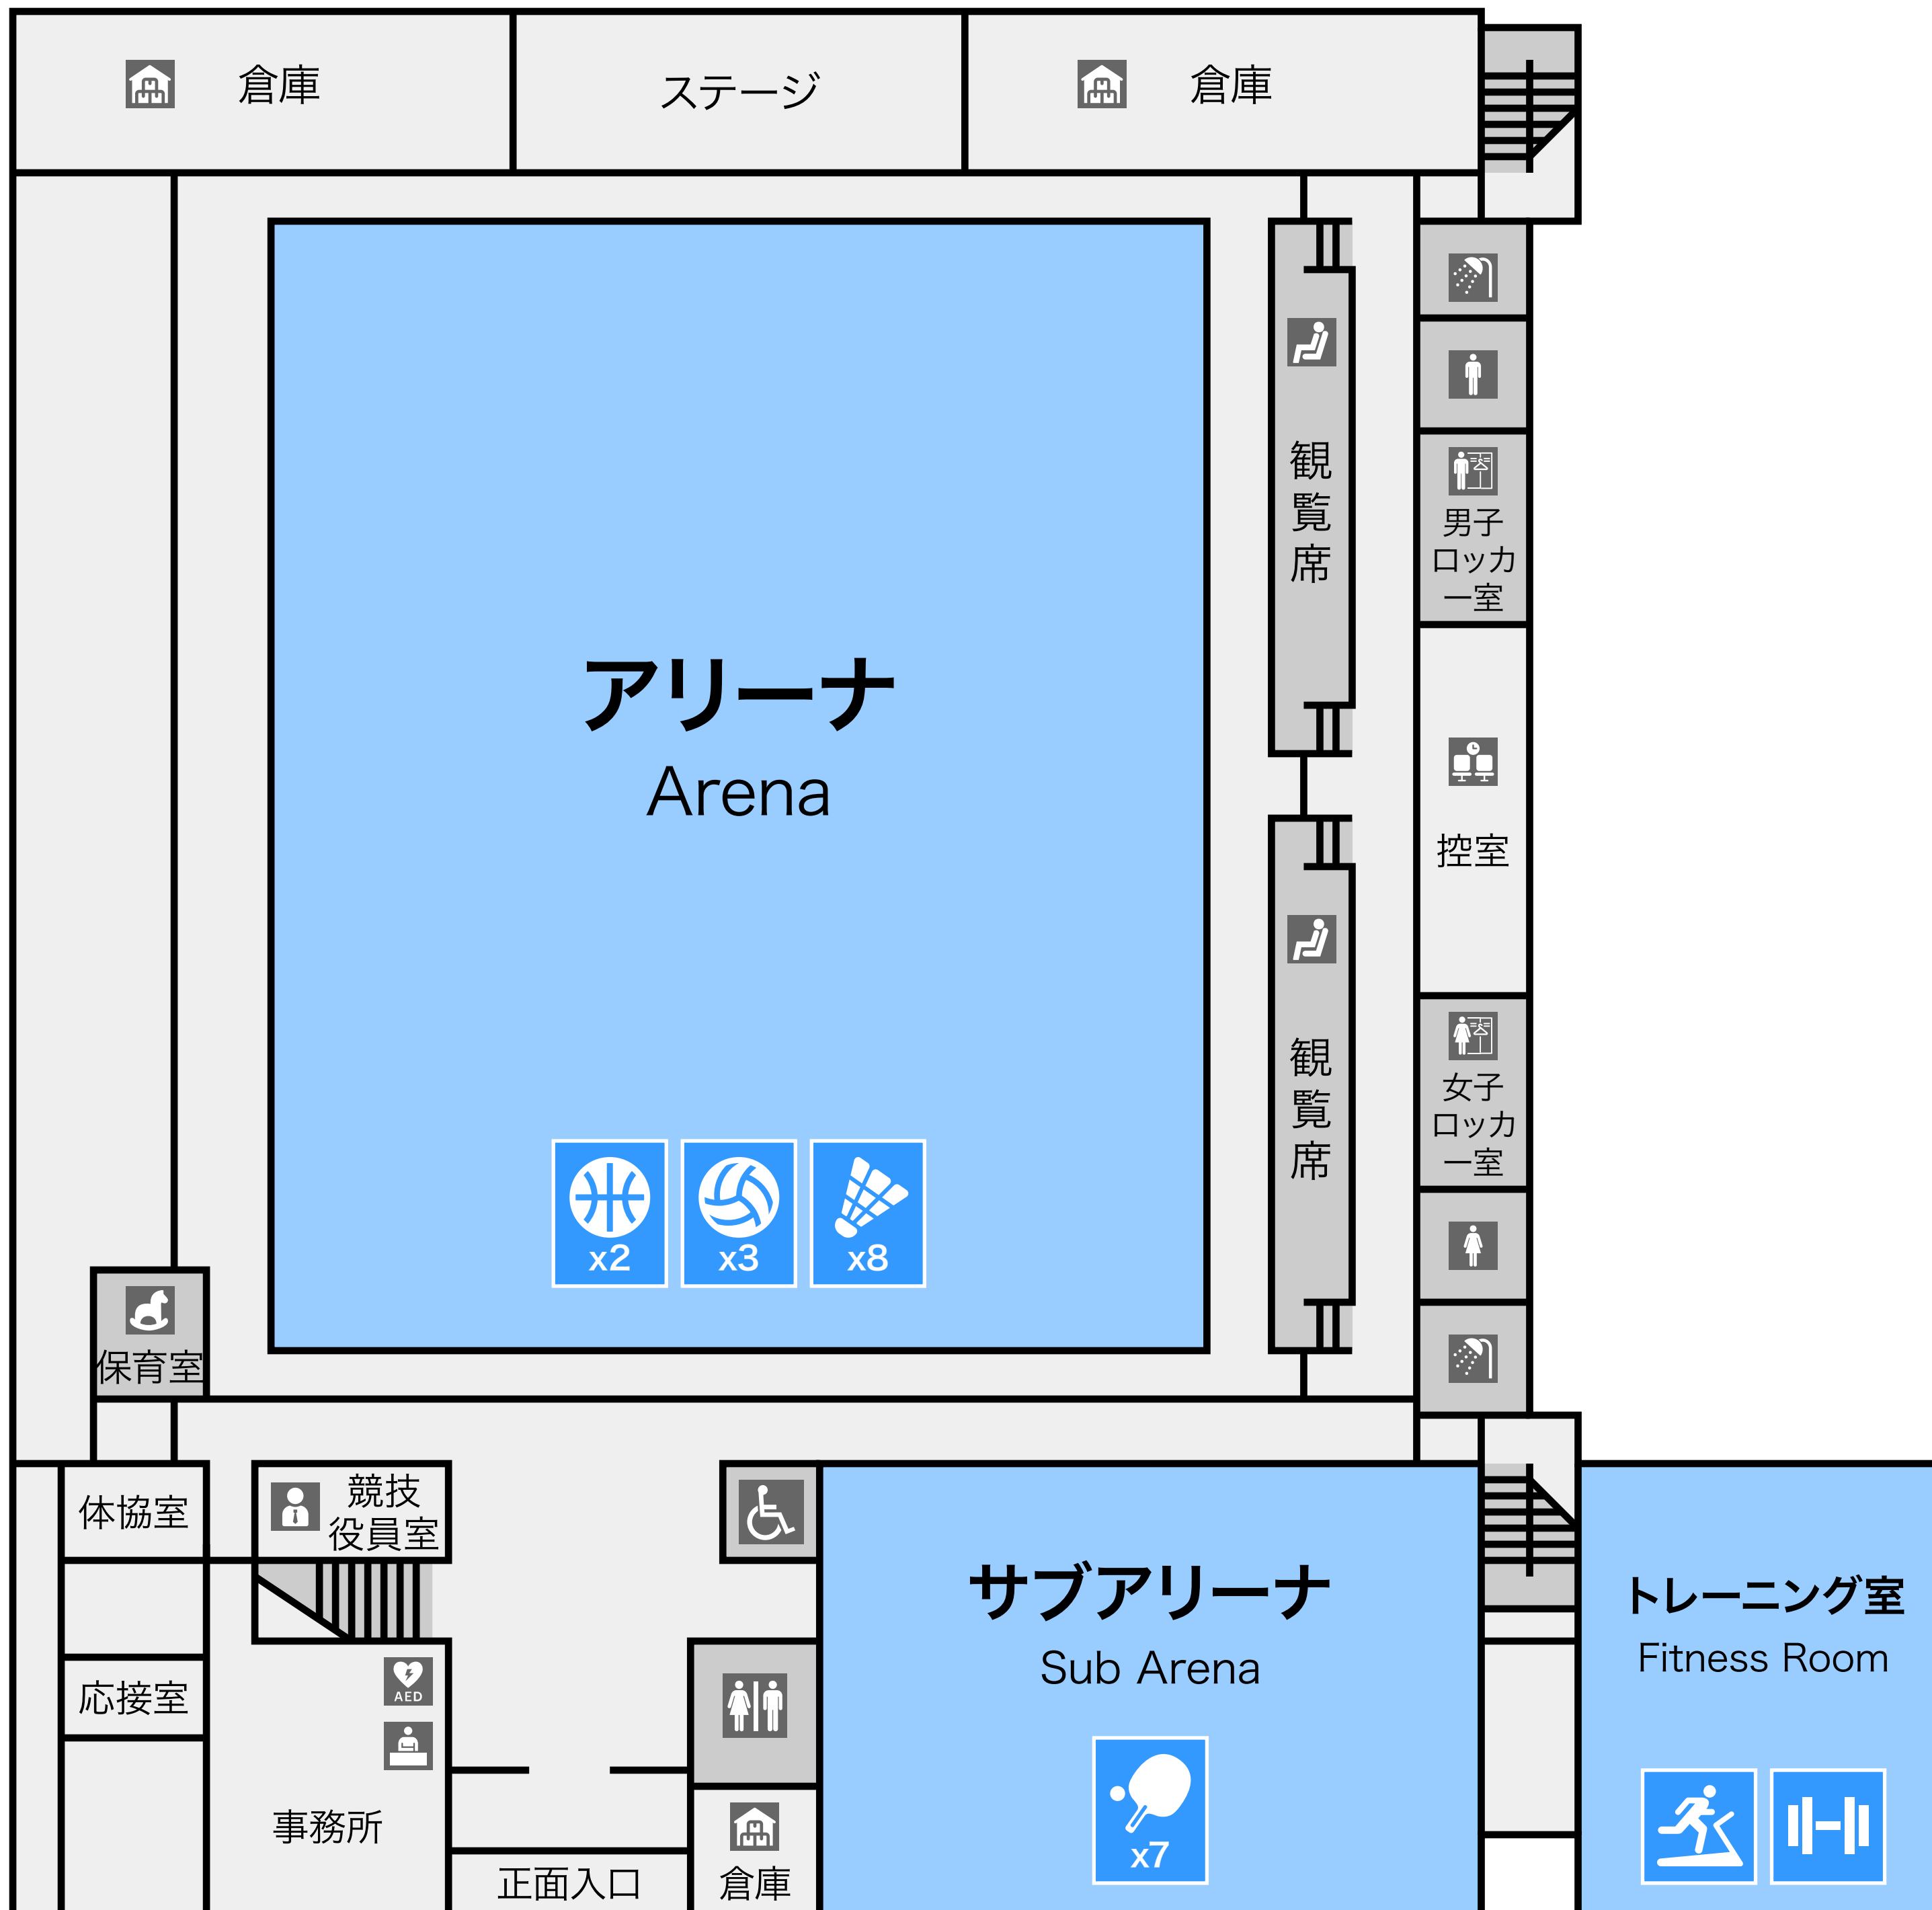 倉庫
ステージ
倉庫
観覧席
男子
ロッカ
ー室
アリーナ
Arena
控室
観覧席
女子
ロッカ
ー室
x2
x3
x8
保育室
体協室
競技
役員室
サブアリーナ
Sub Arena
トレーニング室
Fitness Room
応接室
AED
事務所
x7
正面入口
倉庫